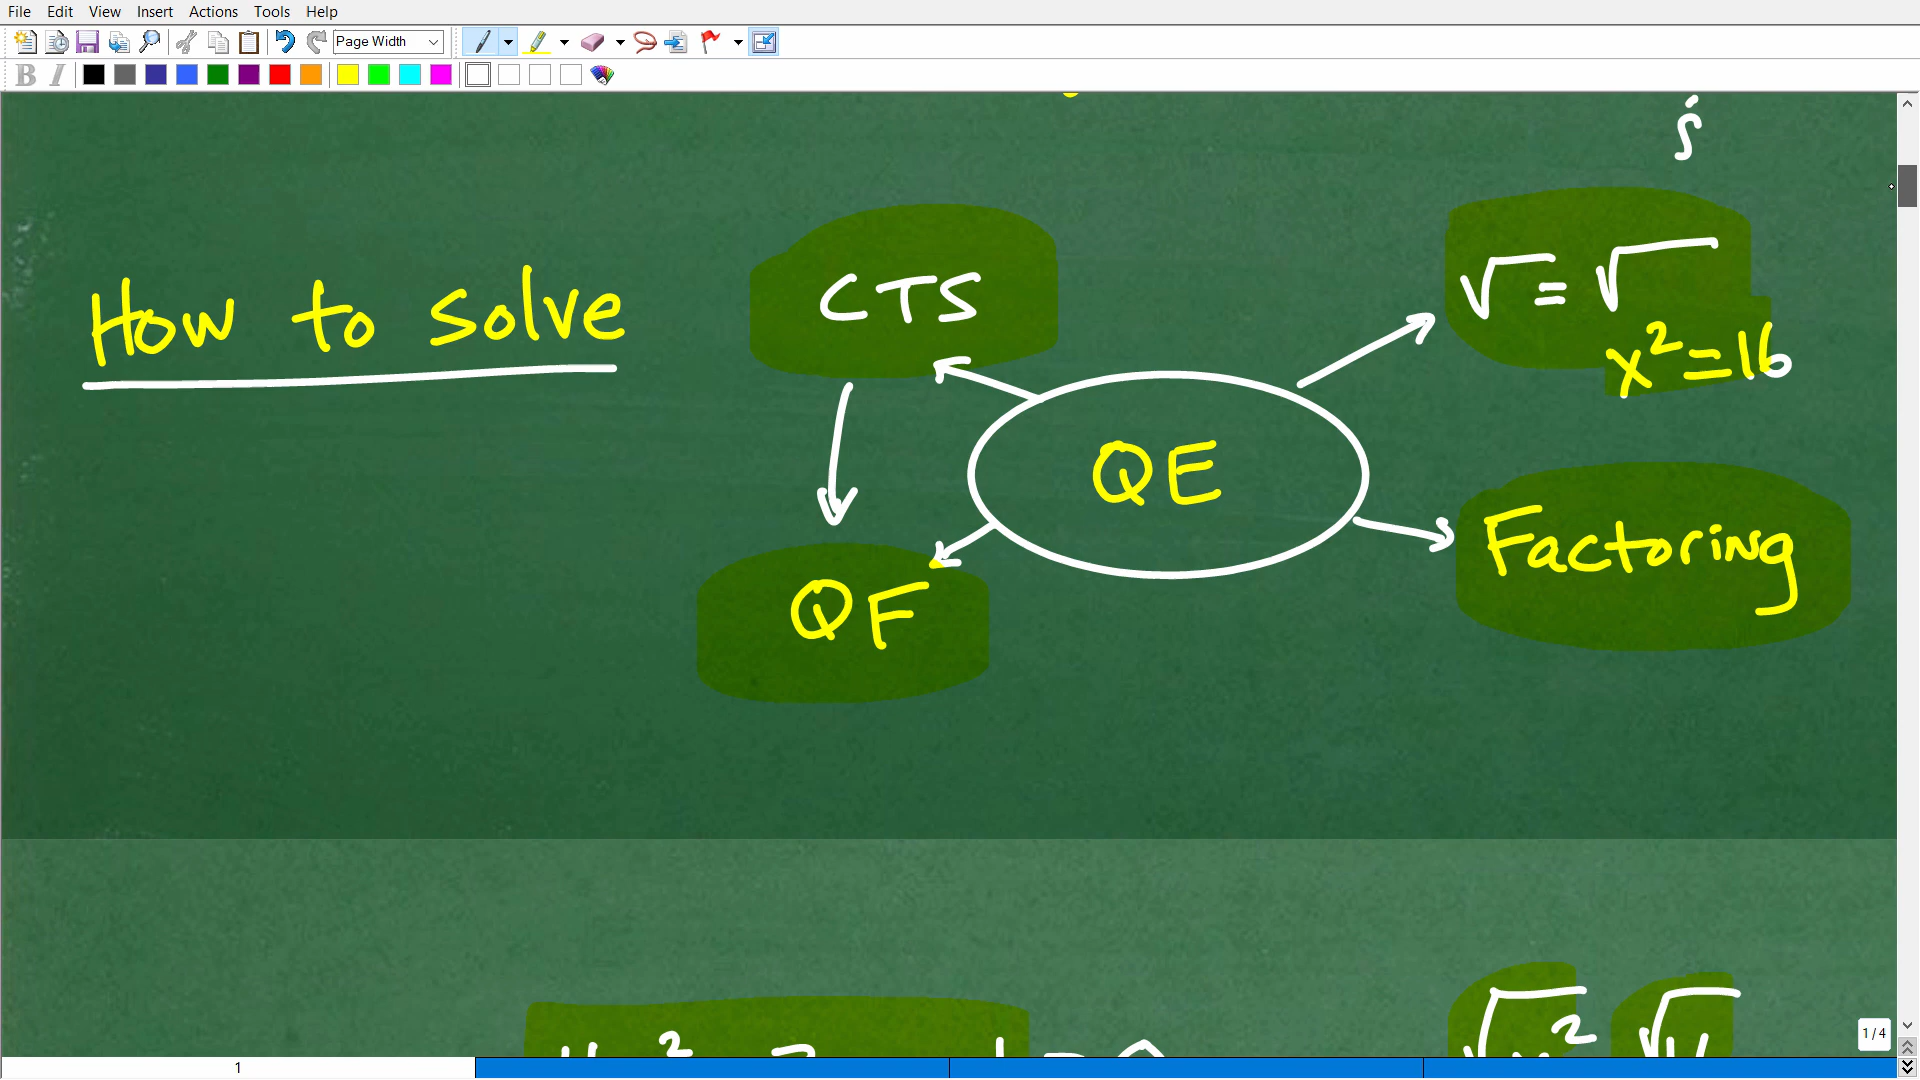 File Edit View Insert Actions Tools Help
Page Width
B I
How to solve
CTS
√ = √
x²=16
QE
Factoring
QF
1 / 4
1